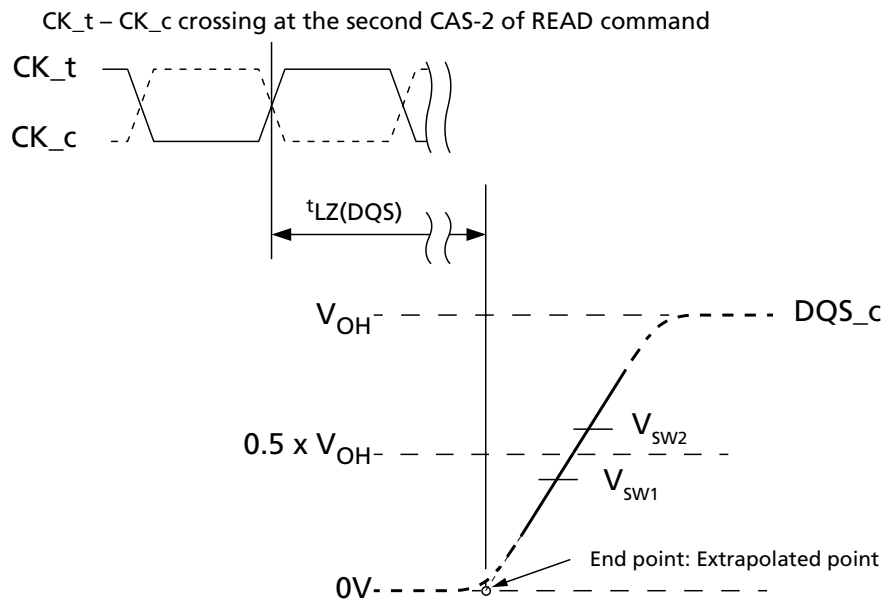 CK_t – CK_c crossing at the second CAS-2 of READ command
CK_t
CK_c
tLZ(DQS)
VOH
DQS_c
VSW2
0.5 x VOH
VSW1
End point: Extrapolated point
0V